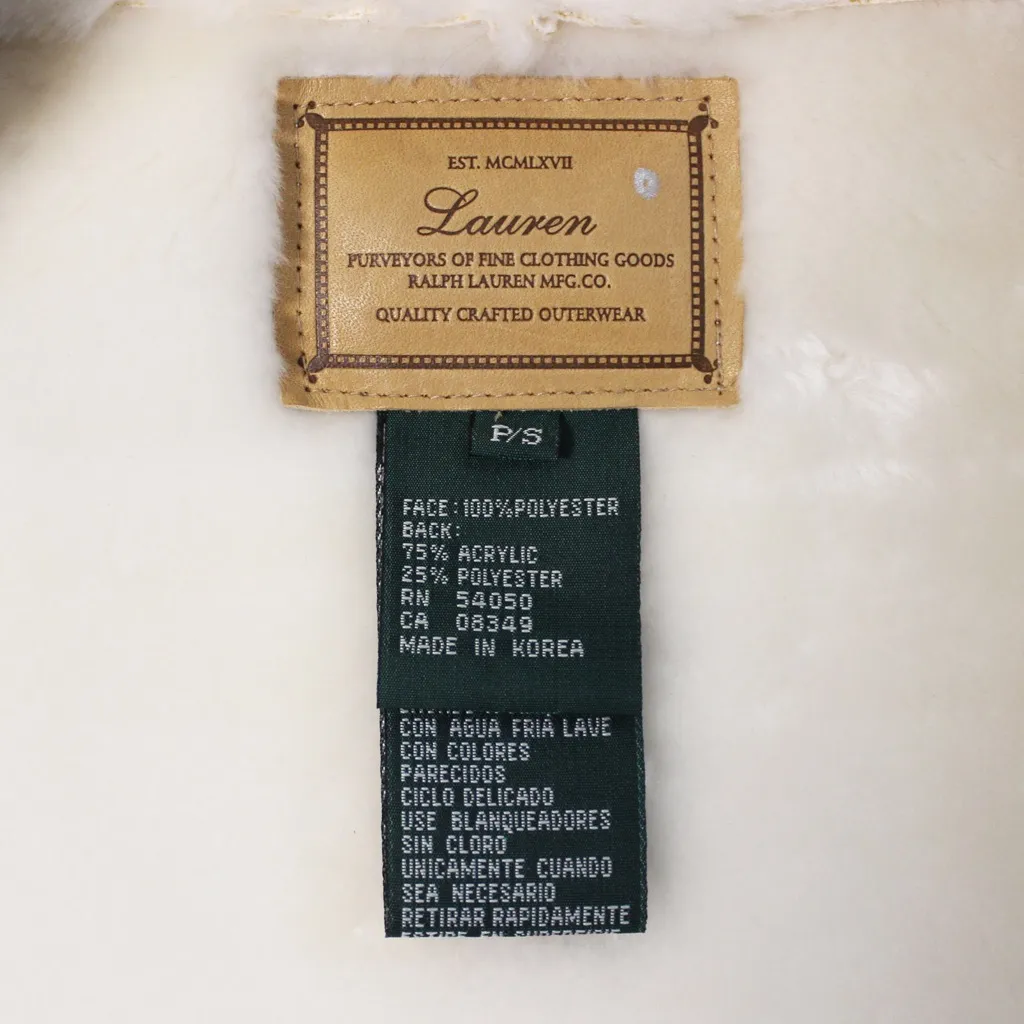 EST. MCMLXVII
Lauren
PURVEYORS OF FINE CLOTHING GOODS
RALPH LAUREN MFG.CO.
QUALITY CRAFTED OUTERWEAR
P/S
FACE:100%POLYESTER
BACK:
75% ACRYLIC
25% POLYESTER
RN 54050
CA 08349
MADE IN KOREA
CON AGUA FRIA LAVE
CON COLORES
PARECIDOS
CICLO DELICADO
USE BLANQUEADORES
SIN CLORO
UNICAMENTE CUANDO
SEA NECESARIO
RETIRAR RAPIDAMENTE